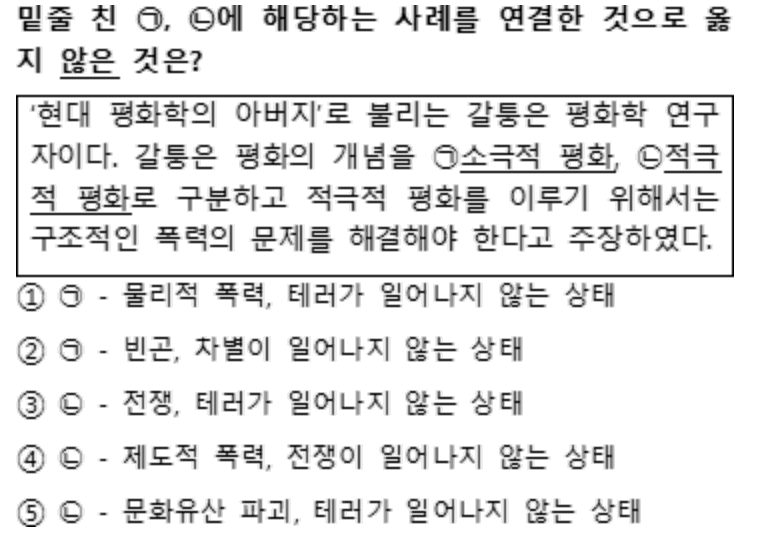 밑줄 친 ㉠, ㉡에 해당하는 사례를 연결한 것으로 옳
지 않은 것은?
‘현대 평화학의 아버지’로 불리는 갈퉁은 평화학 연구
자이다. 갈퉁은 평화의 개념을 ㉠소극적 평화, ㉡적극
적 평화로 구분하고 적극적 평화를 이루기 위해서는
구조적인 폭력의 문제를 해결해야 한다고 주장하였다.
① ㉠ - 물리적 폭력, 테러가 일어나지 않는 상태
② ㉠ - 빈곤, 차별이 일어나지 않는 상태
③ ㉡ - 전쟁, 테러가 일어나지 않는 상태
④ ㉡ - 제도적 폭력, 전쟁이 일어나지 않는 상태
⑤ ㉡ - 문화유산 파괴, 테러가 일어나지 않는 상태